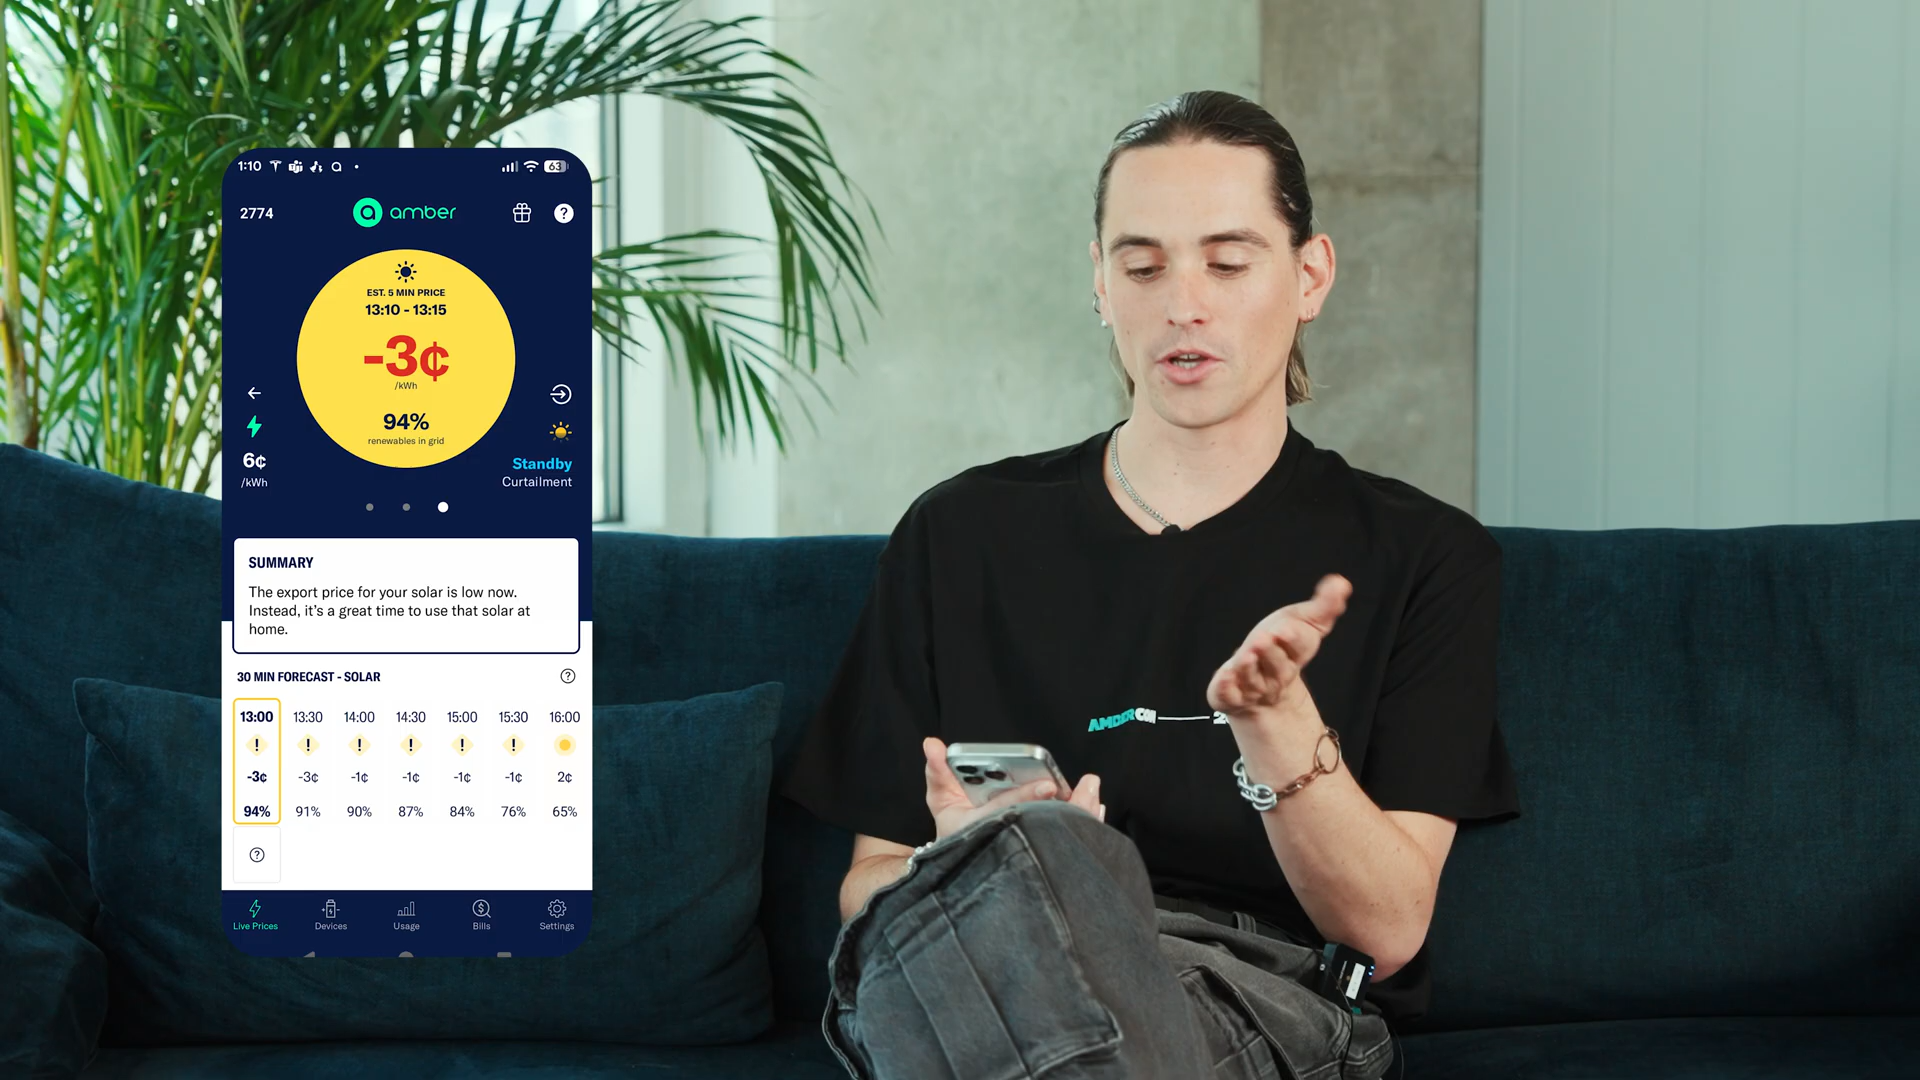 1:10
63
2774
amber
?
EST. 5 MIN PRICE
13:10 - 13:15
-3¢
/kWh
94%
renewables in grid
6¢
/kWh
Standby
Curtailment
SUMMARY
The export price for your solar is low now.
Instead, it's a great time to use that solar at
home.
30 MIN FORECAST - SOLAR
?
13:00 13:30 14:00 14:30 15:00 15:30 16:00
! ! ! ! ! !
-3¢ -3¢ -1¢ -1¢ -1¢ -1¢ 2¢
94% 91% 90% 87% 84% 76% 65%
?
Live Prices Devices Usage Bills Settings
AMBERCON